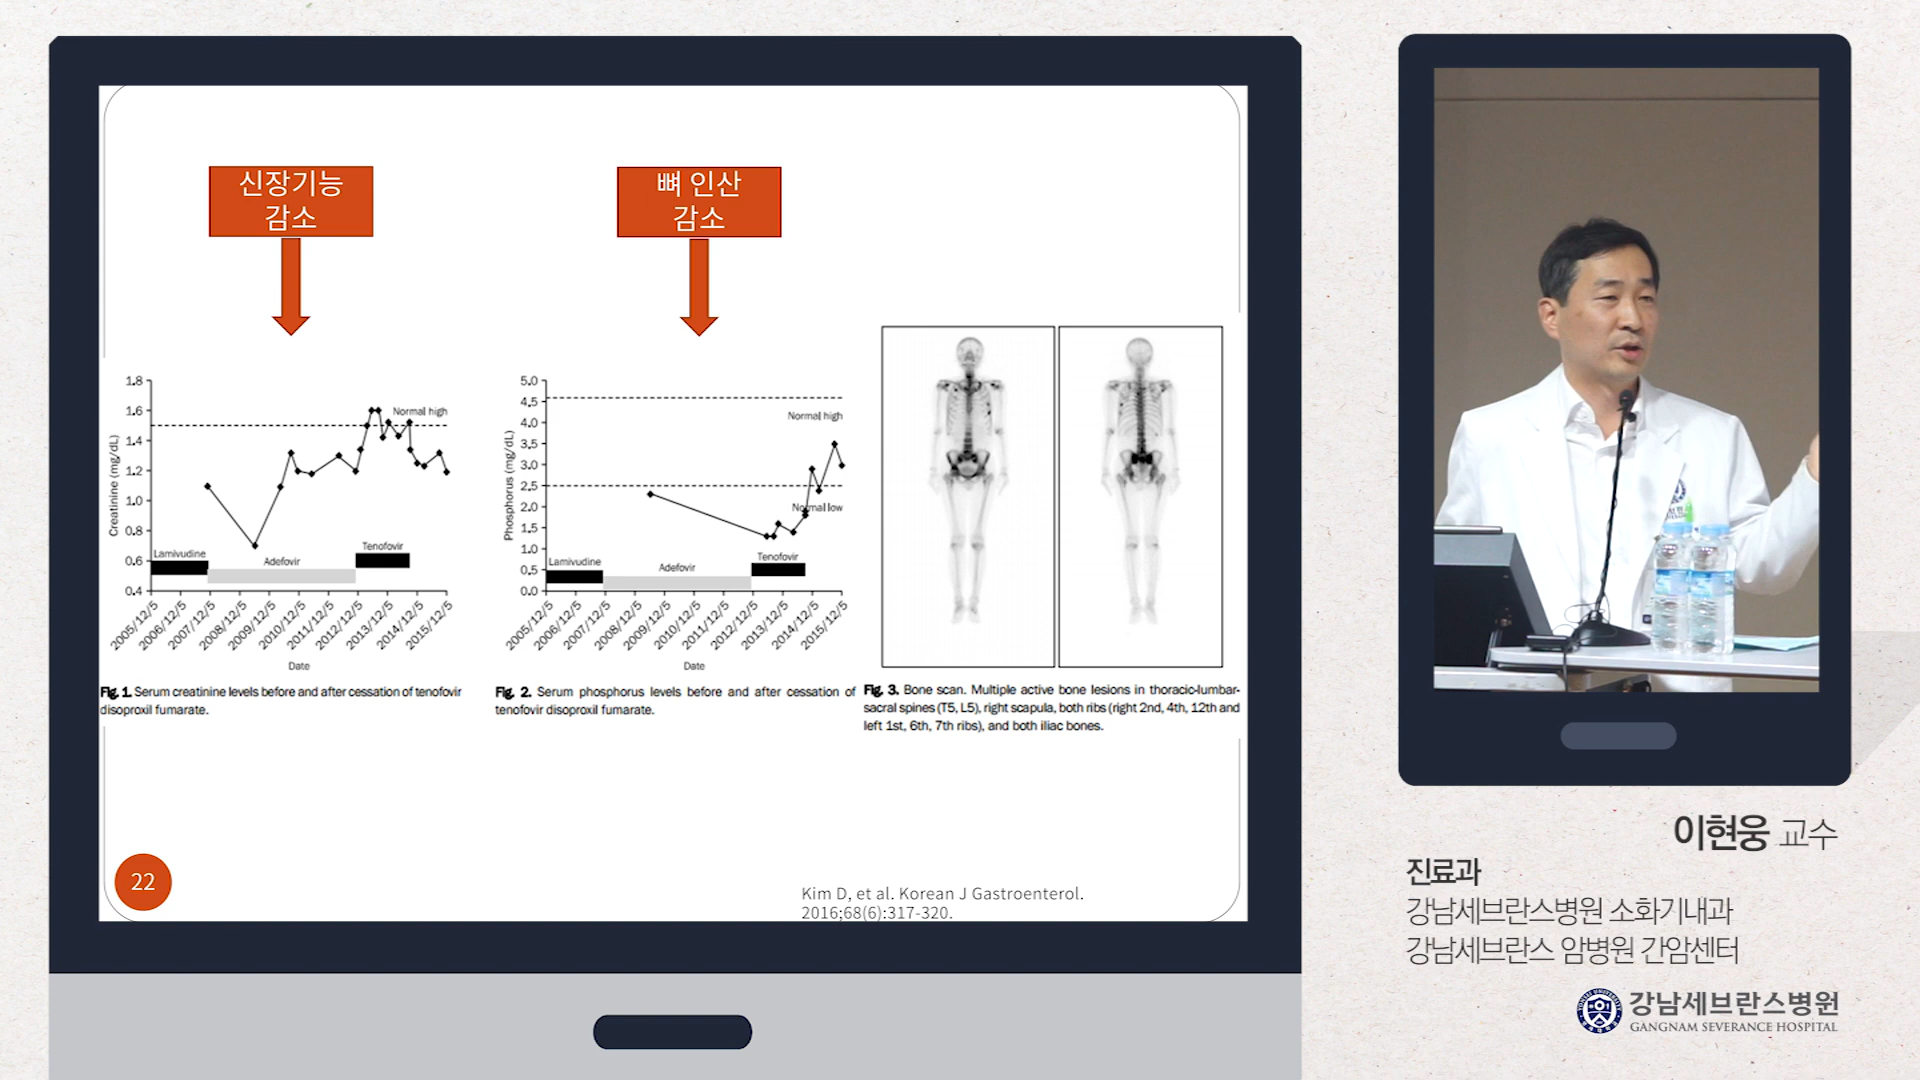 신장기능
감소
뼈 인산
감소
1.8
1.6
1.4
1.2
1.0
0.8
0.6
0.4
Creatinine (mg/dL)
Normal high
Lamivudine
Adefovir
Tenofovir
2005/12/5
2006/12/5
2007/12/5
2008/12/5
2009/12/5
2010/12/5
2011/12/5
2012/12/5
2013/12/5
2014/12/5
2015/12/5
Date
Fig. 1. Serum creatinine levels before and after cessation of tenofovir
disoproxil fumarate.
5.0
4.5
4.0
3.5
3.0
2.5
2.0
1.5
1.0
0.5
0.0
Phosphorus (mg/dL)
Normal high
Normal low
Lamivudine
Adefovir
Tenofovir
2005/12/5
2006/12/5
2007/12/5
2008/12/5
2009/12/5
2010/12/5
2011/12/5
2012/12/5
2013/12/5
2014/12/5
2015/12/5
Date
Fig. 2. Serum phosphorus levels before and after cessation of
tenofovir disoproxil fumarate.
Fig. 3. Bone scan. Multiple active bone lesions in thoracic-lumbar-
sacral spines (T5, L5), right scapula, both ribs (right 2nd, 4th, 12th and
left 1st, 6th, 7th ribs), and both iliac bones.
22
Kim D, et al. Korean J Gastroenterol.
2016;68(6):317-320.
이현웅 교수
진료과
강남세브란스병원 소화기내과
강남세브란스 암병원 간암센터
강남세브란스병원
GANGNAM SEVERANCE HOSPITAL